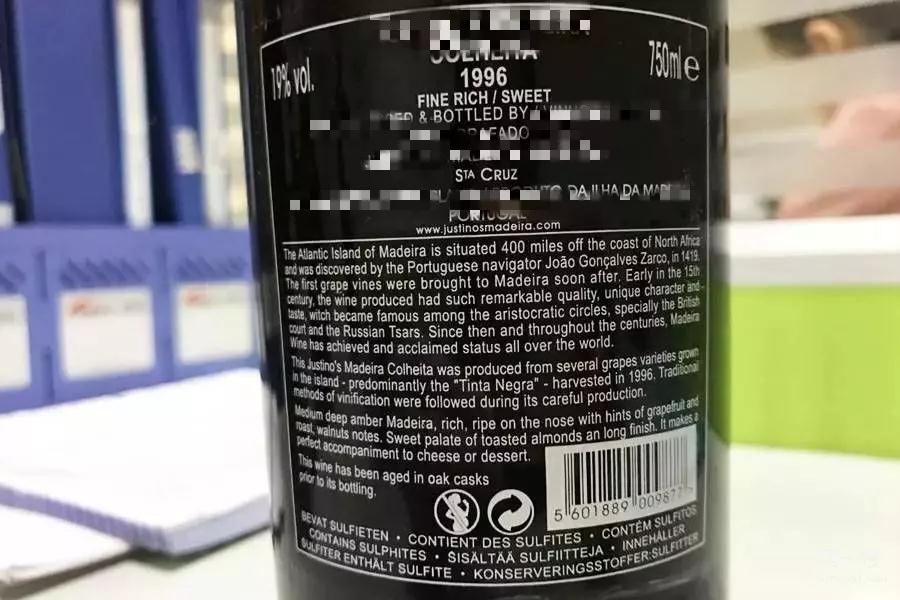 19% vol.
750ml e
COLHEITA
1996
FINE RICH / SWEET
& BOTTLED BY
STA CRUZ
DA ILHA DA
PORTUGAL
www.justinosmadeira.com
The Atlantic Island of Madeira is situated 400 miles off the coast of North Africa
and was discovered by the Portuguese navigator João Gonçalves Zarco, in 1419.
The first grape vines were brought to Madeira soon after. Early in the 15th
century, the wine produced had such remarkable quality, unique character and
taste, witch became famous among the aristocratic circles, specially the British
court and the Russian Tsars. Since then and throughout the centuries, Madeira
Wine has achieved and acclaimed status all over the world.
This Justino's Madeira Colheita was produced from several grapes varieties grown
in the island - predominantly the "Tinta Negra" - harvested in 1996. Traditional
methods of vinification were followed during its careful production.
Medium deep amber Madeira, rich, ripe on the nose with hints of grapefruit and
roast, walnuts notes. Sweet palate of toasted almonds an long finish. It makes a
perfect accompaniment to cheese or dessert.
This wine has been aged in oak casks
prior to its bottling.
5 601889 009877
BEVAT SULFIETEN • CONTIENT DES SULFITES • CONTÉM SULFITOS
CONTAINS SULPHITES • SISÄLTÄÄ SULFIITTEJA • INNEHÅLLER
SULFITER ENTHÄLT SULFITE • KONSERVERINGSSTOFFER:SULFITTER